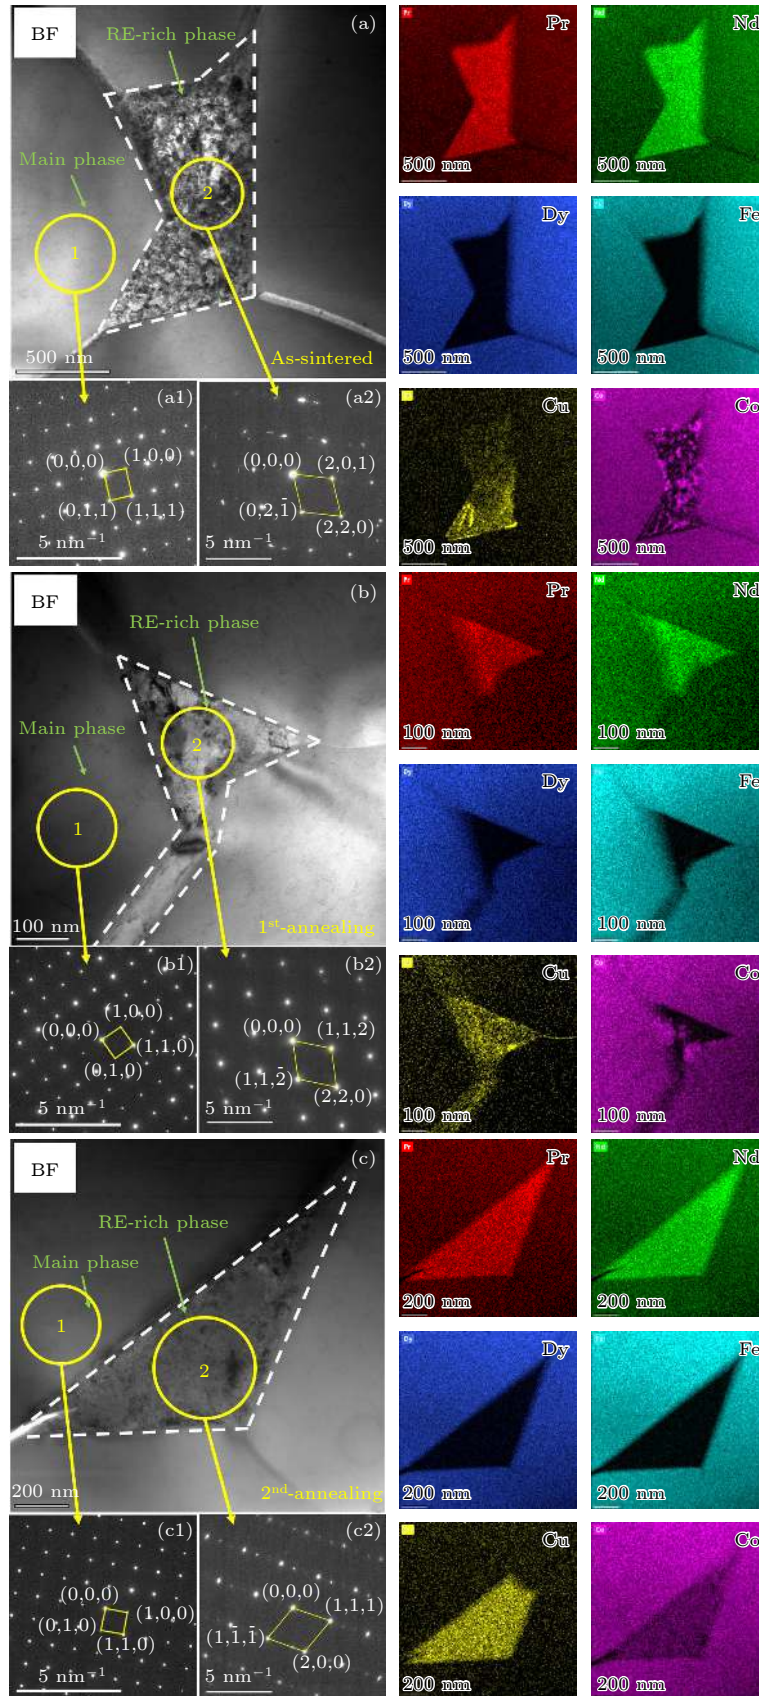 BF
RE-rich phase
(a)
Main phase
1
2
500 nm
As-sintered
(a1)
(0,0,0)
(1,0,0)
(0,1,1)
(1,1,1)
5 nm⁻¹
(a2)
(0,0,0)
(2,0,1)
(0,2,1̄)
(2,2,0)
5 nm⁻¹
Pr
500 nm
Nd
500 nm
Dy
500 nm
Fe
500 nm
Cu
500 nm
Co
500 nm
BF
(b)
RE-rich phase
Main phase
1
2
100 nm
1ˢᵗ-annealing
(b1)
(1,0,0)
(0,0,0)
(1,1,0)
(0,1,0)
5 nm⁻¹
(b2)
(0,0,0)
(1,1,2)
(1,1,2̄)
(2,2,0)
5 nm⁻¹
Pr
100 nm
Nd
100 nm
Dy
100 nm
Fe
100 nm
Cu
100 nm
Co
100 nm
BF
(c)
RE-rich phase
Main phase
1
2
200 nm
2ⁿᵈ-annealing
(c1)
(0,0,0)
(0,1,0)
(1,0,0)
(1,1,0)
5 nm⁻¹
(c2)
(0,0,0)
(1,1,1)
(1,1̄,1̄)
(2,0,0)
5 nm⁻¹
Pr
200 nm
Nd
200 nm
Dy
200 nm
Fe
200 nm
Cu
200 nm
Co
200 nm